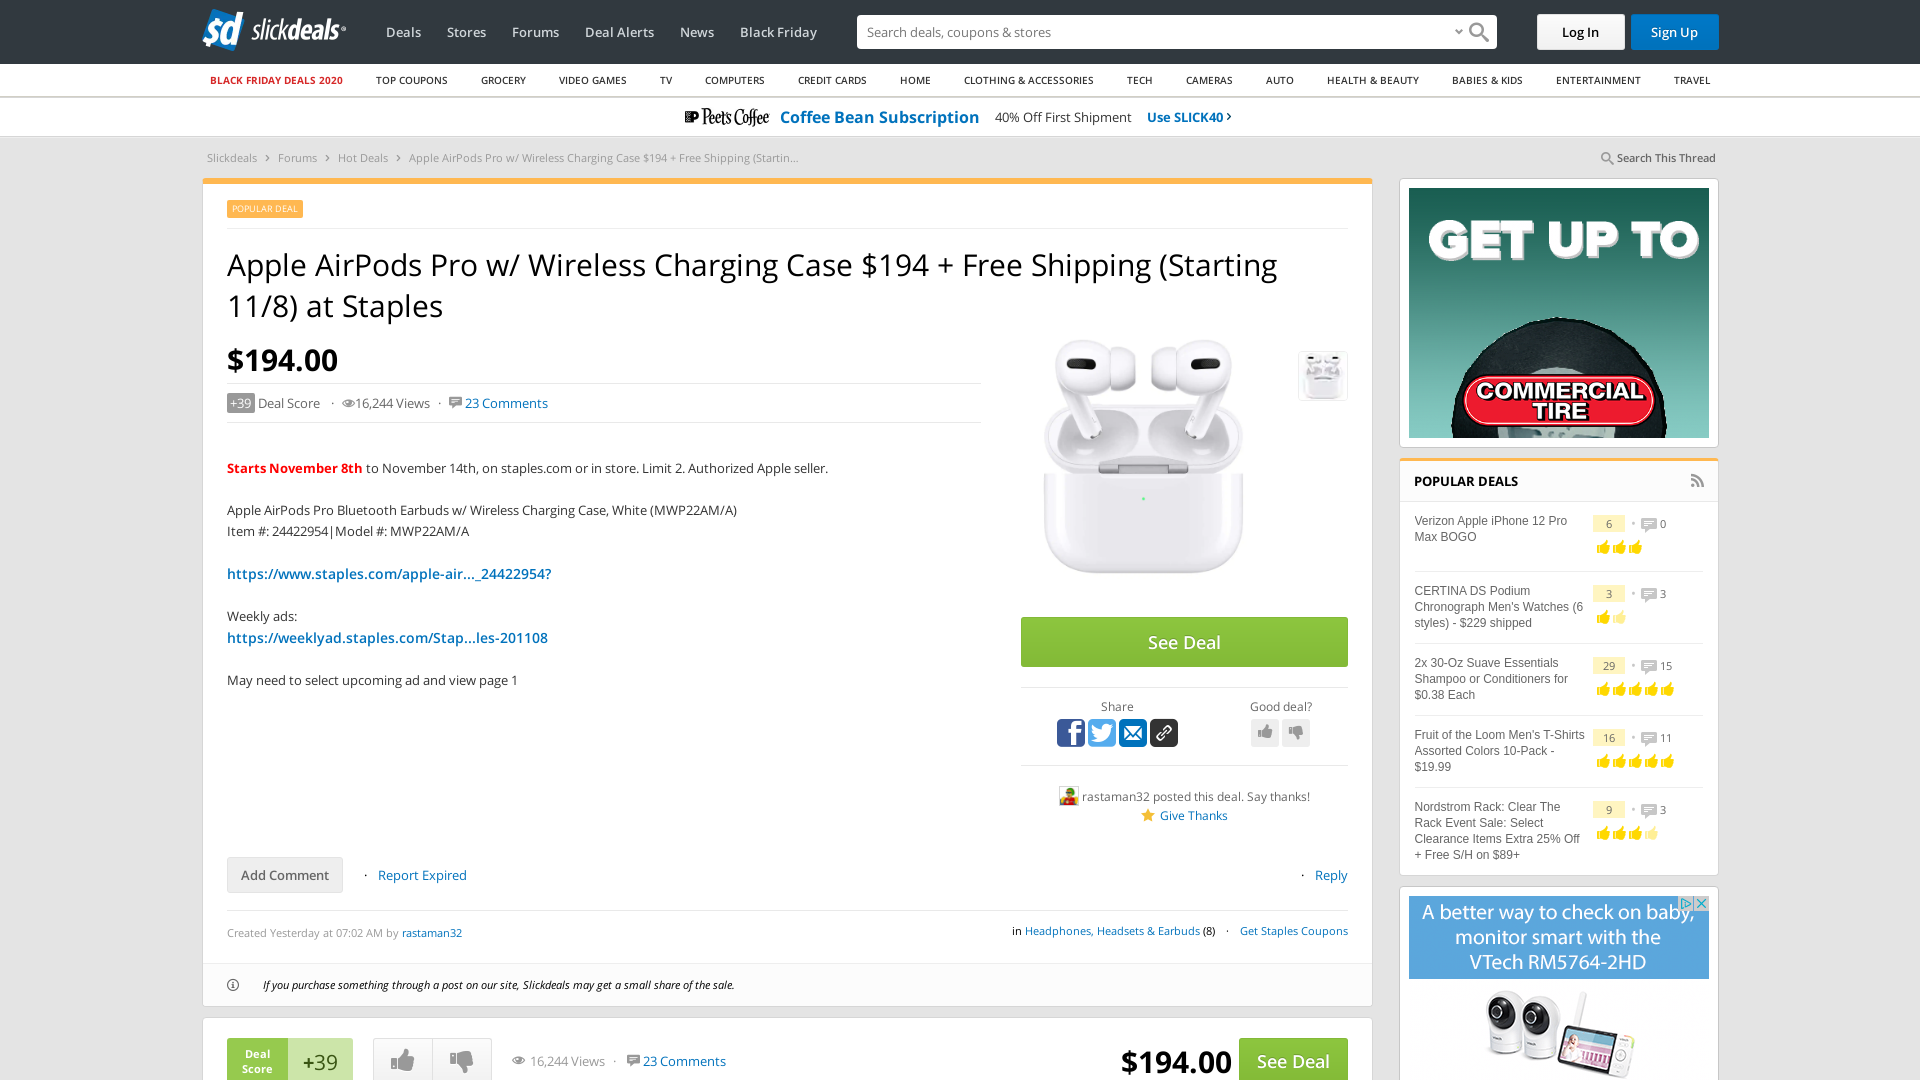 sd slickdeals
Deals
Stores
Forums
Deal Alerts
News
Black Friday
Search deals, coupons & stores
Log In
Sign Up
BLACK FRIDAY DEALS 2020
TOP COUPONS
GROCERY
VIDEO GAMES
TV
COMPUTERS
CREDIT CARDS
HOME
CLOTHING & ACCESSORIES
TECH
CAMERAS
AUTO
HEALTH & BEAUTY
BABIES & KIDS
ENTERTAINMENT
TRAVEL
Peet's Coffee Coffee Bean Subscription 40% Off First Shipment Use SLICK40 ›
Slickdeals › Forums › Hot Deals › Apple AirPods Pro w/ Wireless Charging Case $194 + Free Shipping (Startin...
Search This Thread
POPULAR DEAL
Apple AirPods Pro w/ Wireless Charging Case $194 + Free Shipping (Starting
11/8) at Staples
$194.00
+39 Deal Score · 16,244 Views · 23 Comments
Starts November 8th to November 14th, on staples.com or in store. Limit 2. Authorized Apple seller.
Apple AirPods Pro Bluetooth Earbuds w/ Wireless Charging Case, White (MWP22AM/A)
Item #: 24422954|Model #: MWP22AM/A
https://www.staples.com/apple-air..._24422954?
Weekly ads:
https://weeklyad.staples.com/Stap...les-201108
May need to select upcoming ad and view page 1
See Deal
Share
Good deal?
rastaman32 posted this deal. Say thanks!
Give Thanks
Add Comment
· Report Expired
· Reply
Created Yesterday at 07:02 AM by rastaman32
in Headphones, Headsets & Earbuds (8) · Get Staples Coupons
If you purchase something through a post on our site, Slickdeals may get a small share of the sale.
Deal
Score
+39
16,244 Views · 23 Comments
$194.00
See Deal
GET UP TO
COMMERCIAL
TIRE
POPULAR DEALS
Verizon Apple iPhone 12 Pro
Max BOGO
6 · 0
CERTINA DS Podium
Chronograph Men's Watches (6
styles) - $229 shipped
3 · 3
2x 30-Oz Suave Essentials
Shampoo or Conditioners for
$0.38 Each
29 · 15
Fruit of the Loom Men's T-Shirts
Assorted Colors 10-Pack -
$19.99
16 · 11
Nordstrom Rack: Clear The
Rack Event Sale: Select
Clearance Items Extra 25% Off
+ Free S/H on $89+
9 · 3
A better way to check on baby,
monitor smart with the
VTech RM5764-2HD